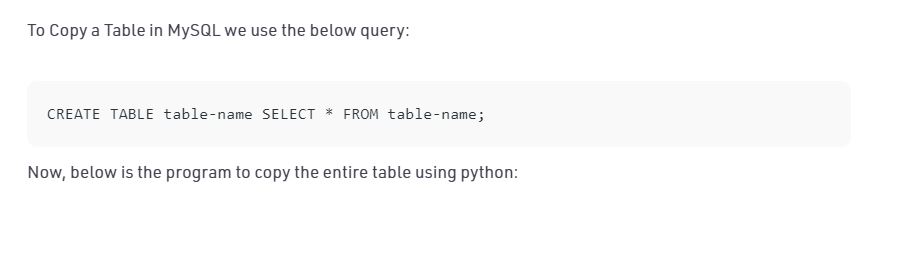 To Copy a Table in MySQL we use the below query:
CREATE TABLE table-name SELECT * FROM table-name;
Now, below is the program to copy the entire table using python: